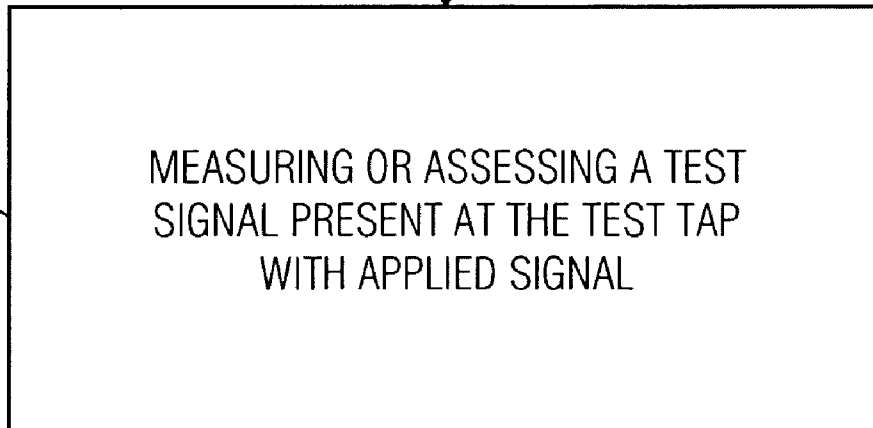 MEASURING OR ASSESSING A TEST
SIGNAL PRESENT AT THE TEST TAP
WITH APPLIED SIGNAL